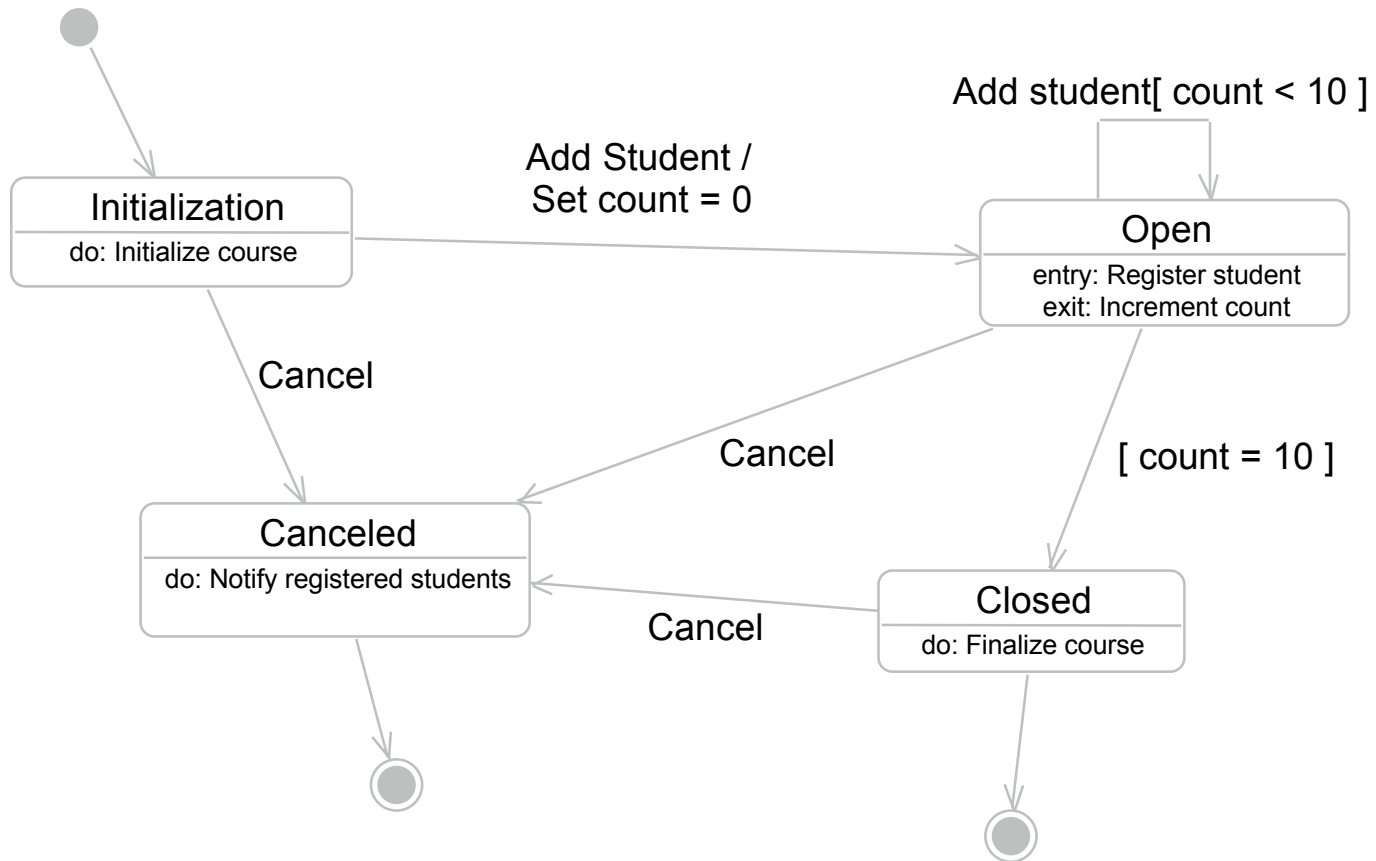 Add student[ count < 10 ]
Add Student /
Set count = 0
Initialization
do: Initialize course
Open
entry: Register student
exit: Increment count
Cancel
Cancel
[ count = 10 ]
Canceled
do: Notify registered students
Closed
do: Finalize course
Cancel